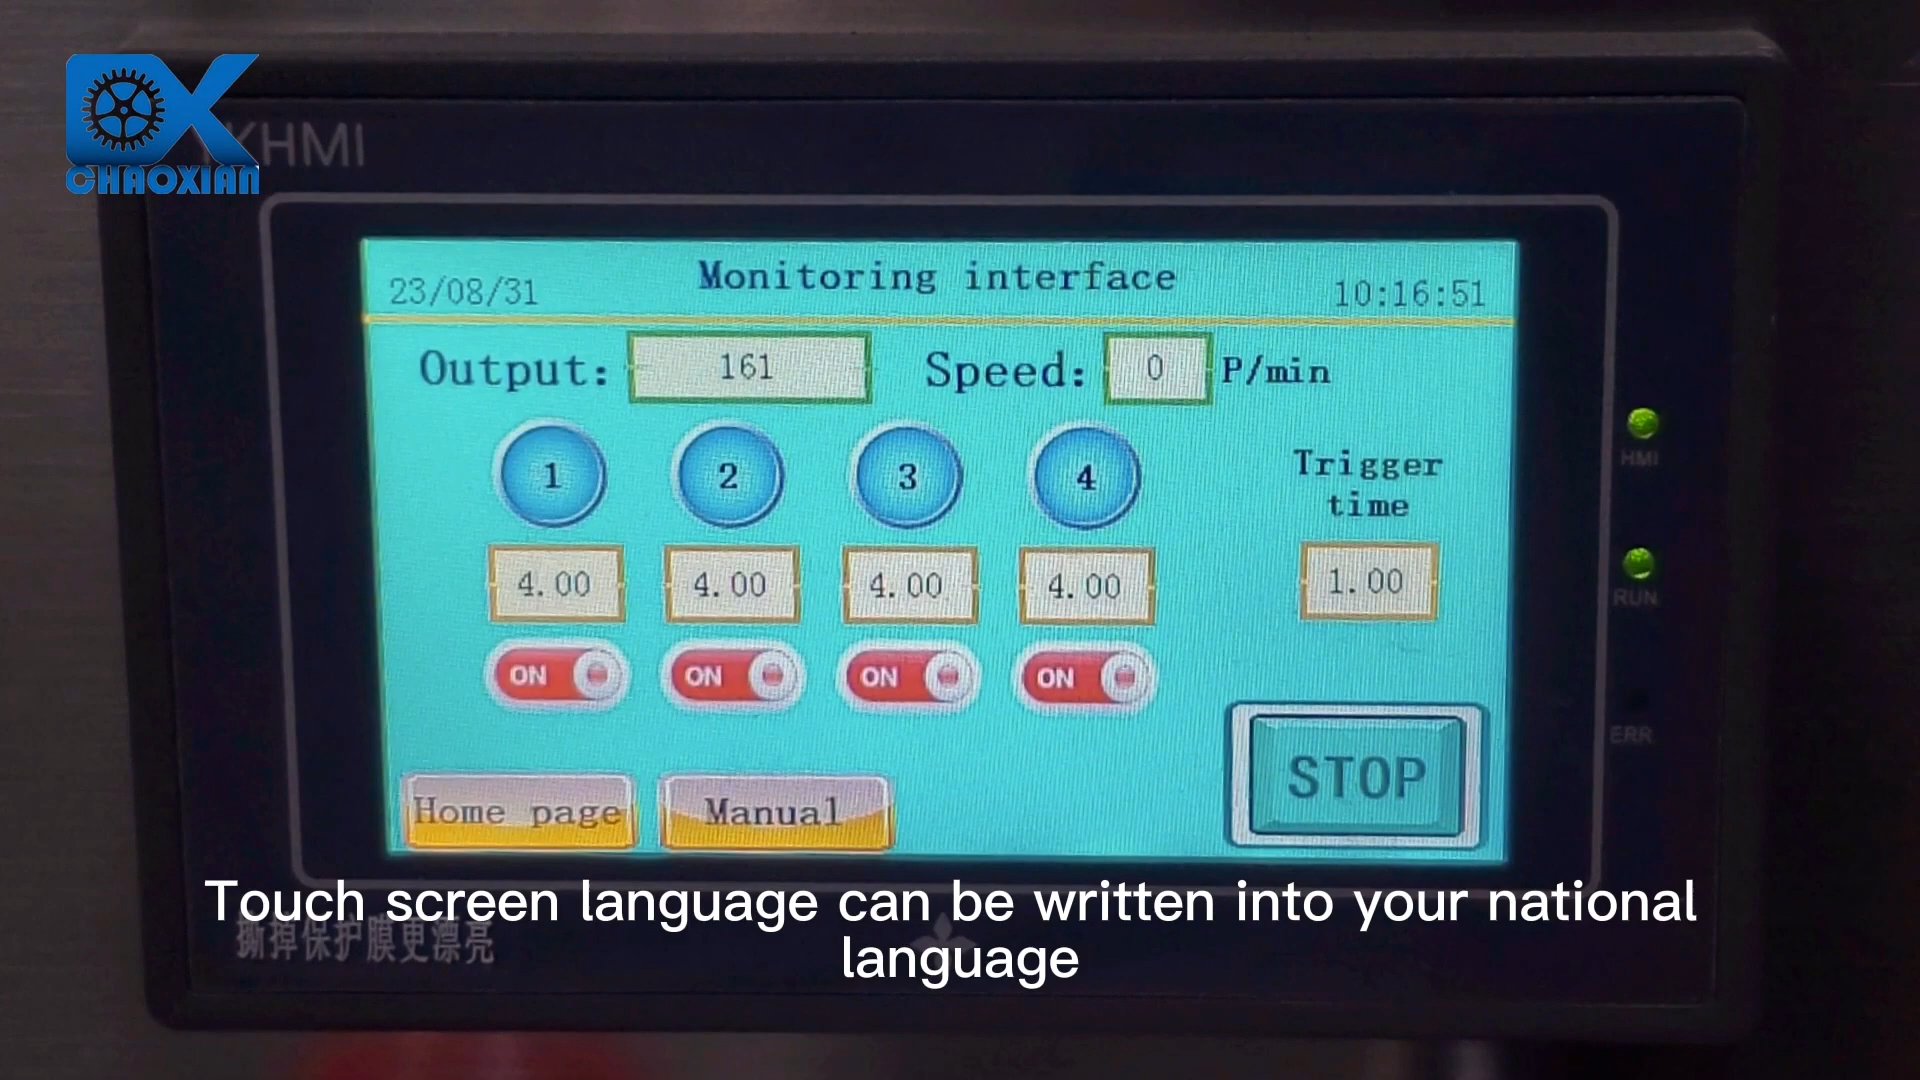 CHAOXIAN
KHMI
23/08/31
Monitoring interface
10:16:51
Output: 161
Speed: 0 P/min
1 2 3 4
Trigger
time
4.00 4.00 4.00 4.00 1.00
ON ON ON ON
STOP
Home page Manual
HMI
RUN
ERR
撕掉保护膜更漂亮
Touch screen language can be written into your national
language